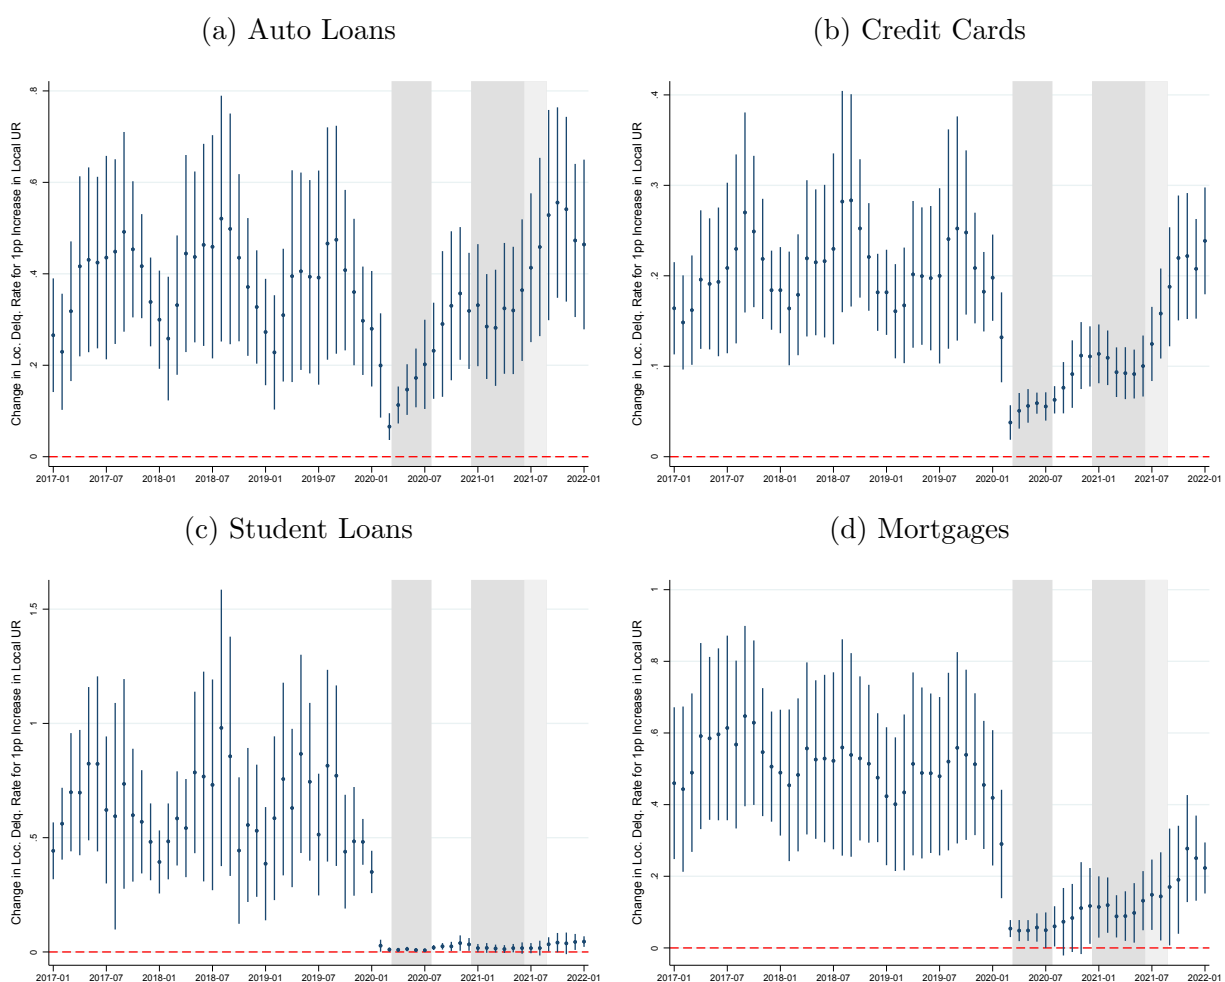 (a) Auto Loans
Change in Loc. Delq. Rate for 1pp Increase in Local UR
.8
.6
.4
.2
0
2017-01 2017-07 2018-01 2018-07 2019-01 2019-07 2020-01 2020-07 2021-01 2021-07 2022-01
(b) Credit Cards
Change in Loc. Delq. Rate for 1pp Increase in Local UR
.4
.3
.2
.1
0
2017-01 2017-07 2018-01 2018-07 2019-01 2019-07 2020-01 2020-07 2021-01 2021-07 2022-01
(c) Student Loans
Change in Loc. Delq. Rate for 1pp Increase in Local UR
1.5
1
.5
0
2017-01 2017-07 2018-01 2018-07 2019-01 2019-07 2020-01 2020-07 2021-01 2021-07 2022-01
(d) Mortgages
Change in Loc. Delq. Rate for 1pp Increase in Local UR
1
.8
.6
.4
.2
0
2017-01 2017-07 2018-01 2018-07 2019-01 2019-07 2020-01 2020-07 2021-01 2021-07 2022-01